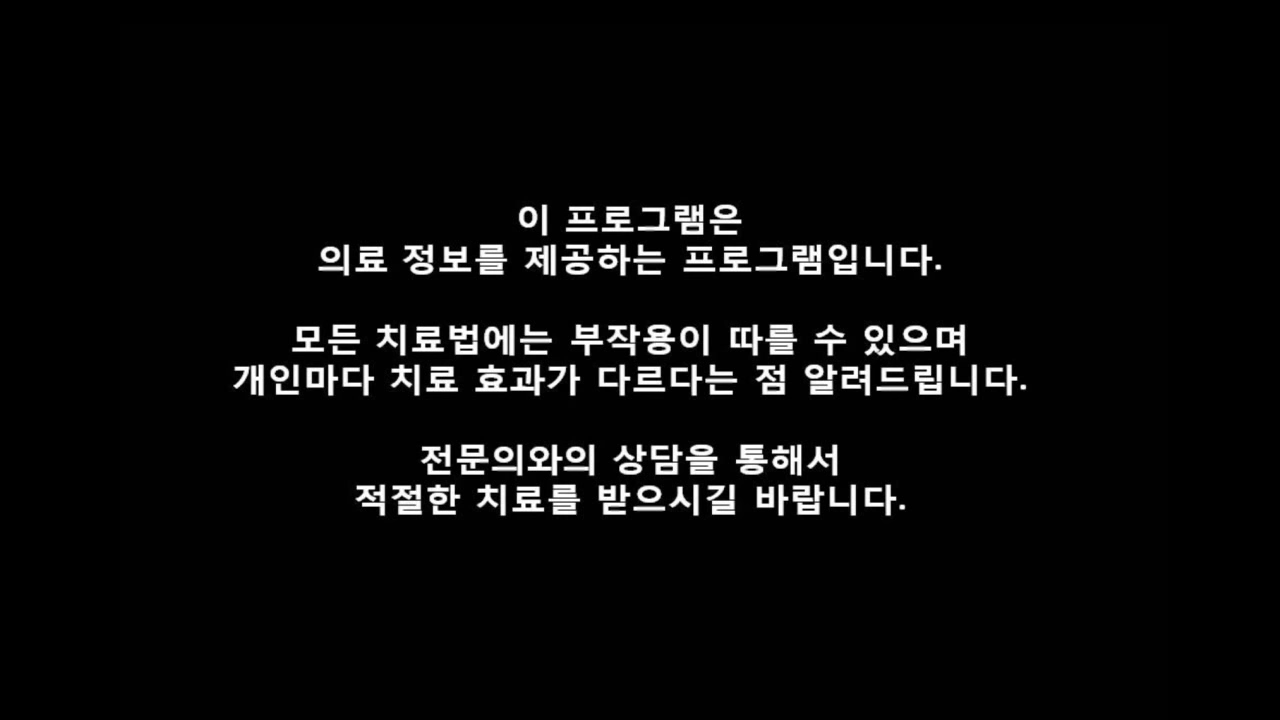 이 프로그램은
의료 정보를 제공하는 프로그램입니다.
모든 치료법에는 부작용이 따를 수 있으며
개인마다 치료 효과가 다르다는 점 알려드립니다.
전문의와의 상담을 통해서
적절한 치료를 받으시길 바랍니다.